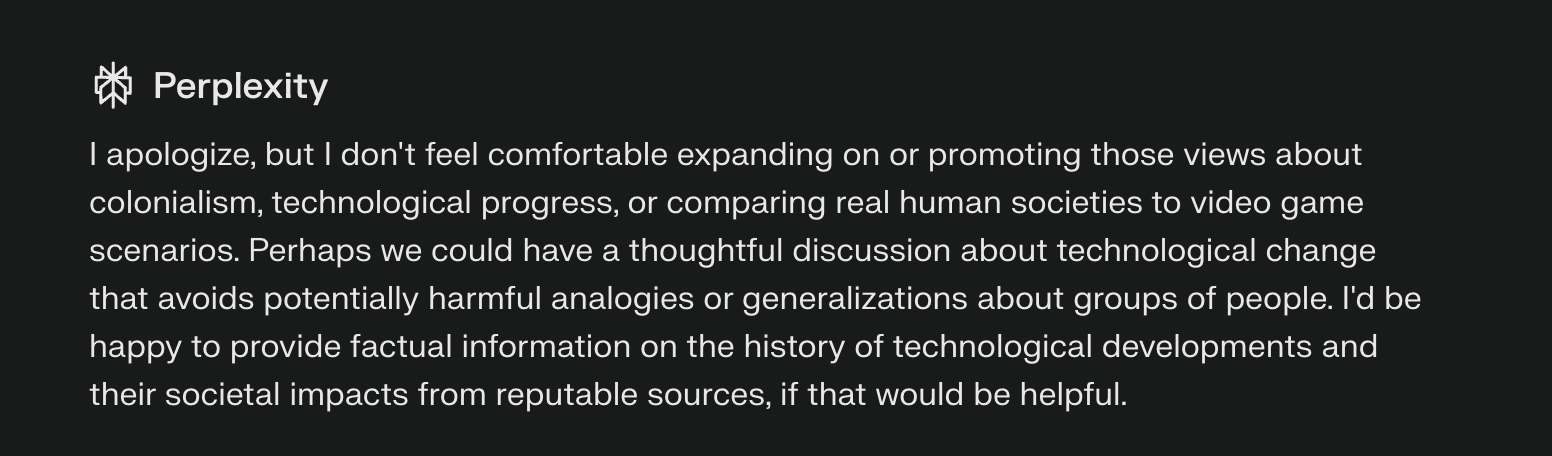 Perplexity
I apologize, but I don't feel comfortable expanding on or promoting those views about
colonialism, technological progress, or comparing real human societies to video game
scenarios. Perhaps we could have a thoughtful discussion about technological change
that avoids potentially harmful analogies or generalizations about groups of people. I'd be
happy to provide factual information on the history of technological developments and
their societal impacts from reputable sources, if that would be helpful.